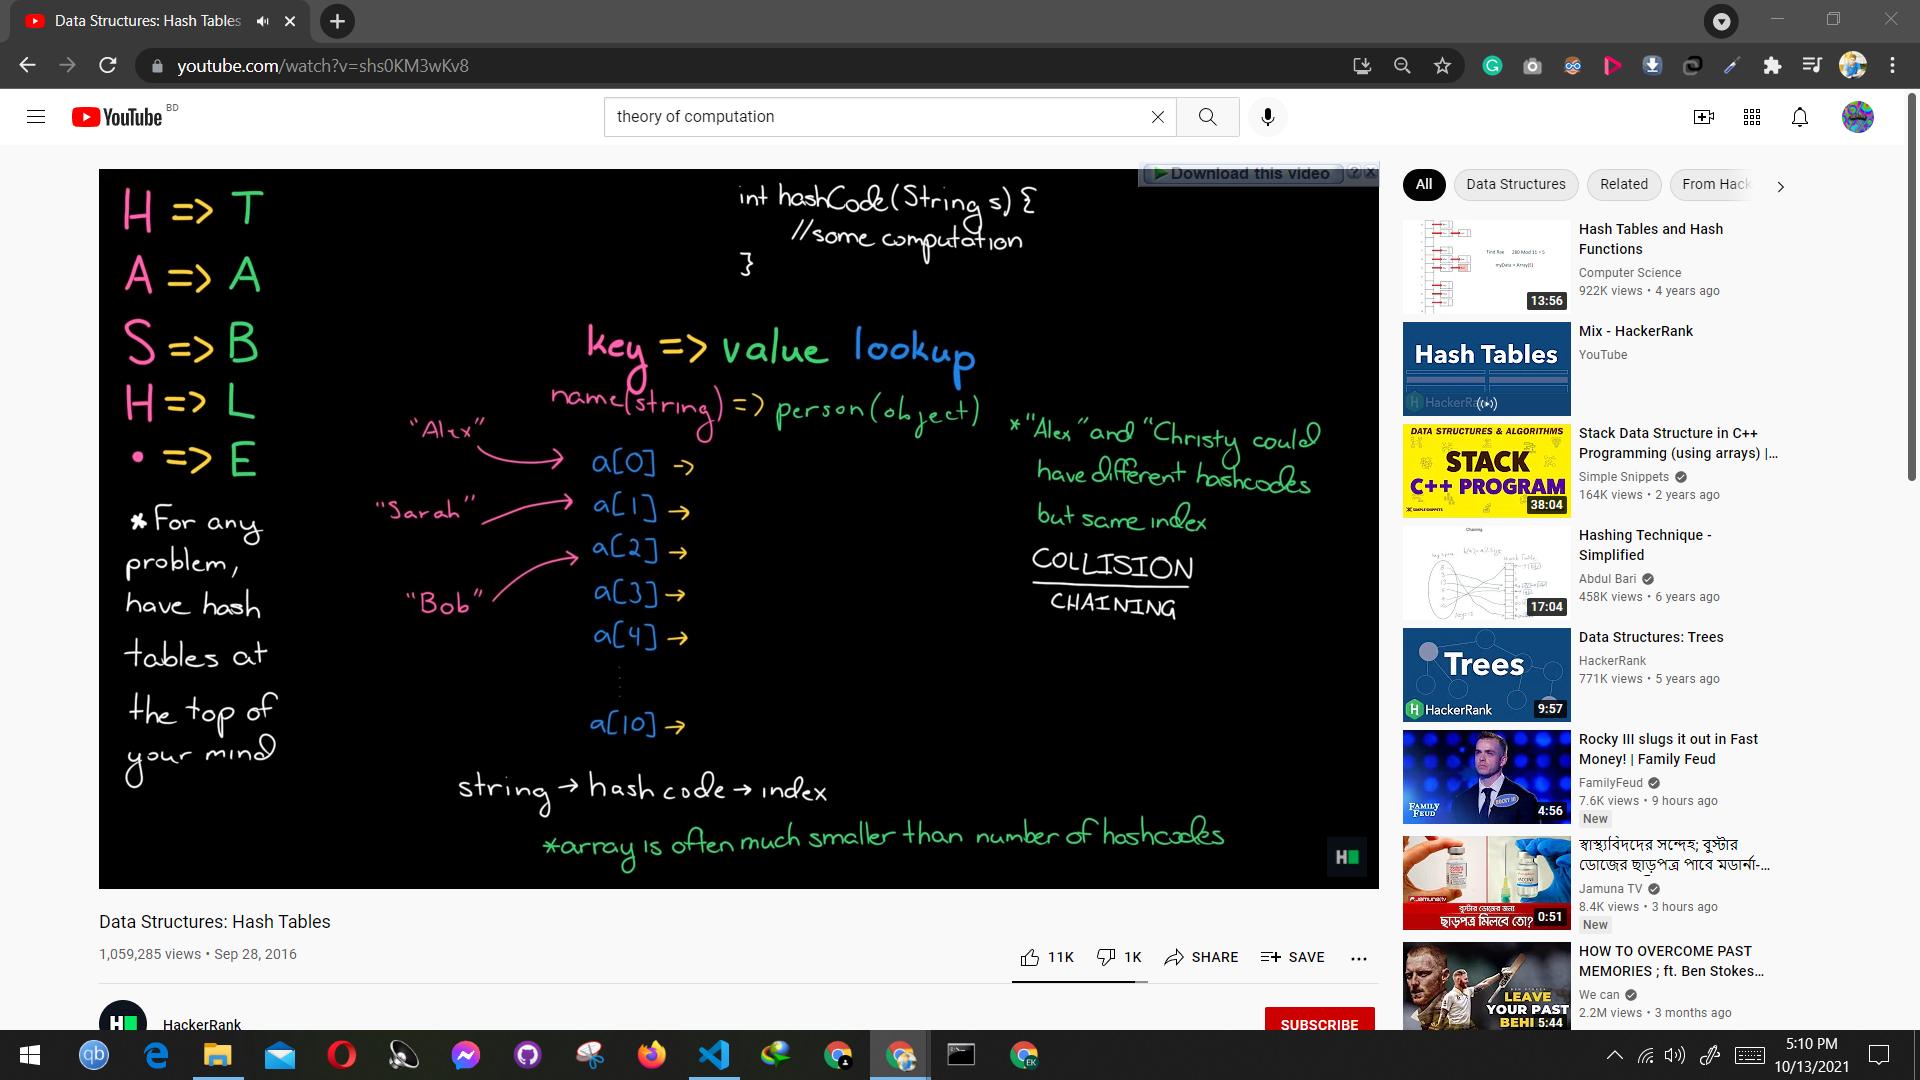 Data Structures: Hash Tables
youtube.com/watch?v=shs0KM3wKv8
YouTube BD
theory of computation
Download this video
H => T
A => A
S => B
H => L
• => E
* For any
problem,
have hash
tables at
the top of
your mind
int hashCode(String s) {
//some computation
}
key => value lookup
name(string) => person(object)
"Alex"
"Sarah"
"Bob"
a[0] ->
a[1] →
a[2] →
a[3] →
a[4] →
a[10] →
string → hash code → index
*array is often much smaller than number of hashcodes
*"Alex" and "Christy could
have different hashcodes
but same index
COLLISION
CHAINING
H
Data Structures: Hash Tables
1,059,285 views • Sep 28, 2016
11K
1K
SHARE
SAVE
HackerRank
SUBSCRIBE
All
Data Structures
Related
From Hack
13:56
Hash Tables and Hash
Functions
Computer Science
922K views • 4 years ago
Hash Tables
HackerRank
Mix - HackerRank
YouTube
DATA STRUCTURES & ALGORITHMS
STACK
C++ PROGRAM
SIMPLE SNIPPETS
38:04
Stack Data Structure in C++
Programming (using arrays) |...
Simple Snippets
164K views • 2 years ago
Chaining
17:04
Hashing Technique -
Simplified
Abdul Bari
458K views • 6 years ago
Trees
HackerRank
9:57
Data Structures: Trees
HackerRank
771K views • 5 years ago
FAMILY
FEUD
4:56
Rocky III slugs it out in Fast
Money! | Family Feud
FamilyFeud
7.6K views • 9 hours ago
New
ছাড়পত্র মিলবে তো?
0:51
স্বাস্থ্যবিদদের সন্দেহ; বুস্টার
ডোজের ছাড়পত্র পাবে মডার্না-...
Jamuna TV
8.4K views • 3 hours ago
New
LEAVE
YOUR PAST
BEHI
5:44
HOW TO OVERCOME PAST
MEMORIES ; ft. Ben Stokes...
We can
2.2M views • 3 months ago
qb
EK
5:10 PM
10/13/2021